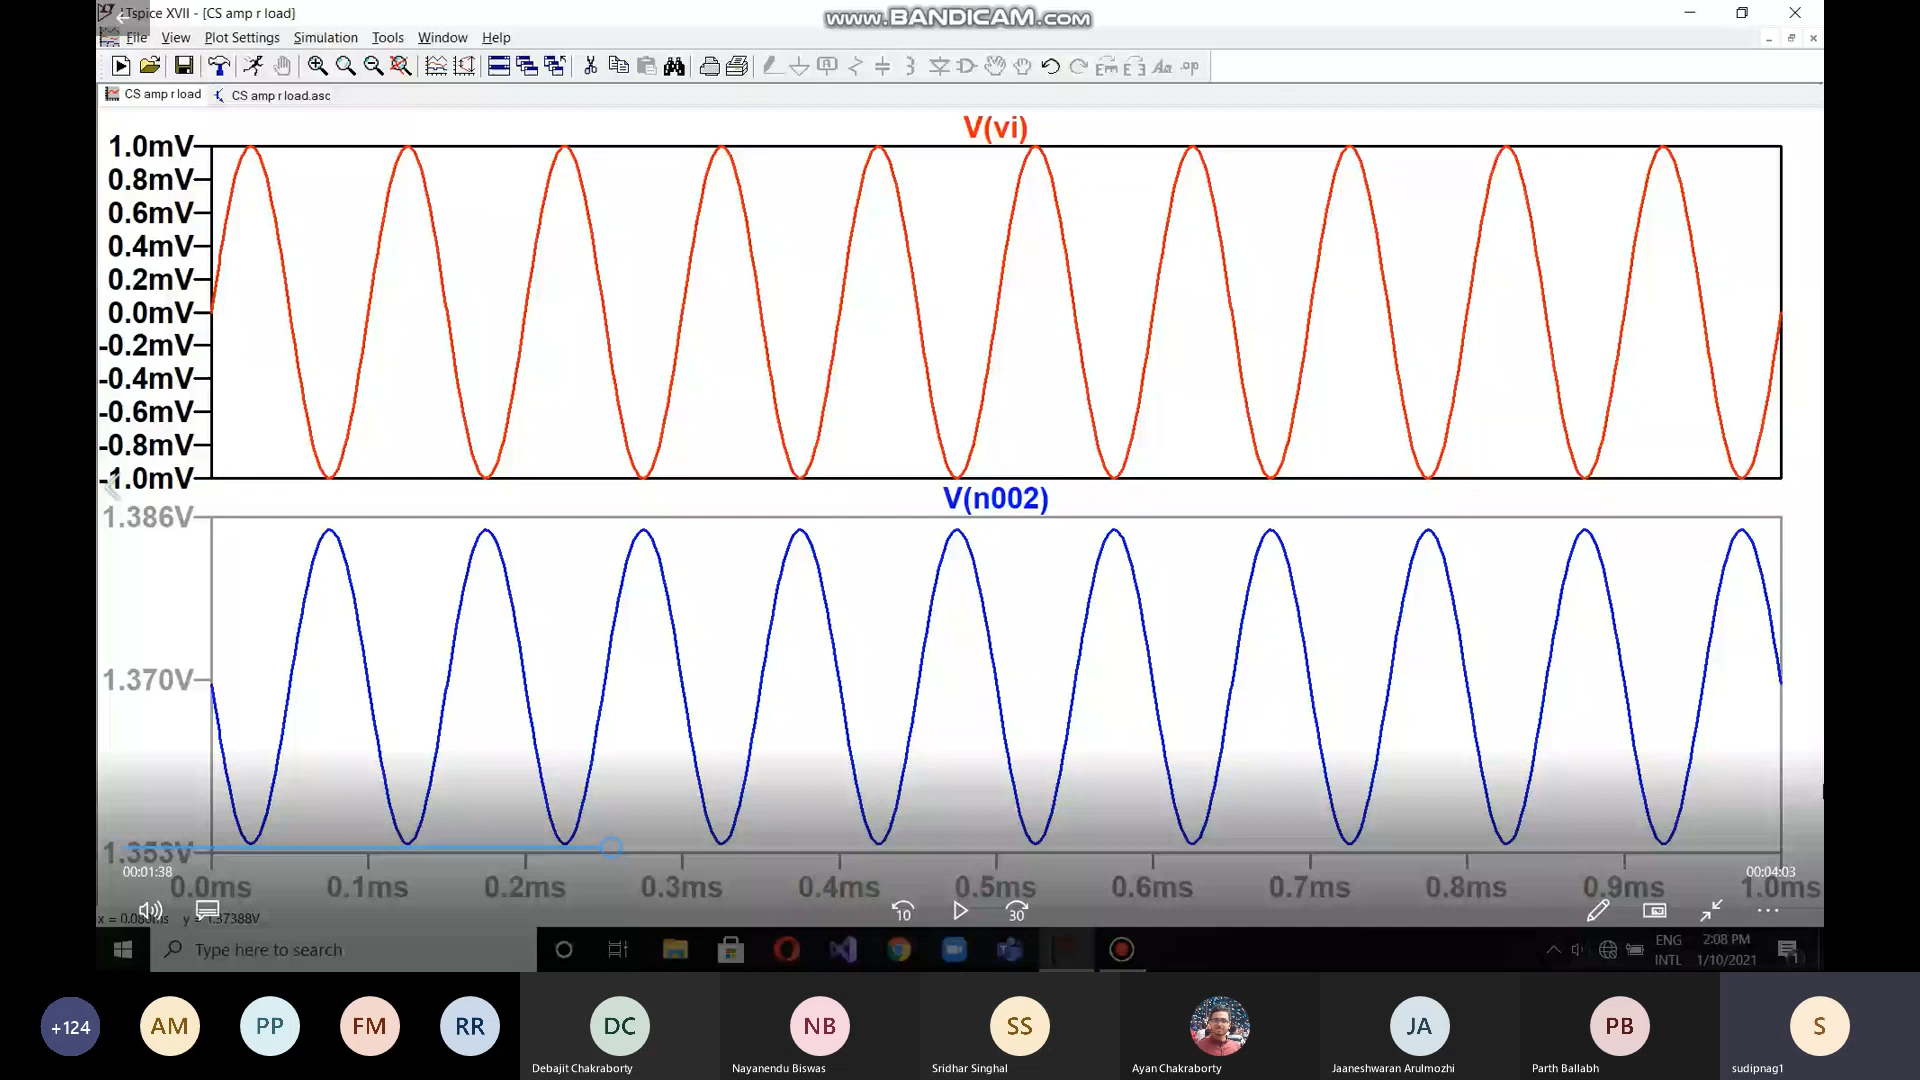 LTspice XVII - [CS amp r load]
www.BANDICAM.com
File View Plot Settings Simulation Tools Window Help
CS amp r load CS amp r load.asc
V(vi)
1.0mV
0.8mV
0.6mV
0.4mV
0.2mV
0.0mV
-0.2mV
-0.4mV
-0.6mV
-0.8mV
-1.0mV
V(n002)
1.386V
1.370V
1.353V
00:01:38
00:04:03
0.0ms 0.1ms 0.2ms 0.3ms 0.4ms 0.5ms 0.6ms 0.7ms 0.8ms 0.9ms 1.0ms
10
30
Type here to search
ENG
INTL
2:08 PM
1/10/2021
+124 AM PP FM RR DC NB SS JA PB S
Debajit Chakraborty Nayanendu Biswas Sridhar Singhal Ayan Chakraborty Jaaneshwaran Arulmozhi Parth Ballabh sudipnag1